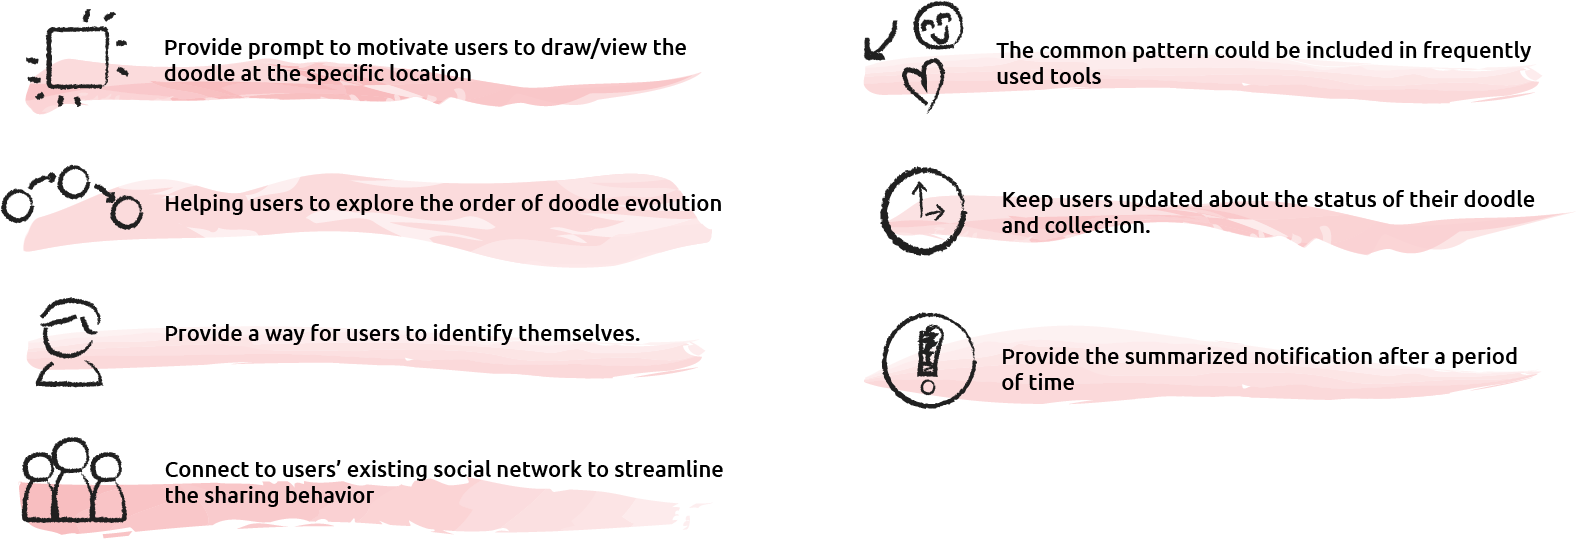 Provide prompt to motivate users to draw/view the
doodle at the specific location
Helping users to explore the order of doodle evolution
Provide a way for users to identify themselves.
Connect to users’ existing social network to streamline
the sharing behavior
The common pattern could be included in frequently
used tools
Keep users updated about the status of their doodle
and collection.
Provide the summarized notification after a period
of time